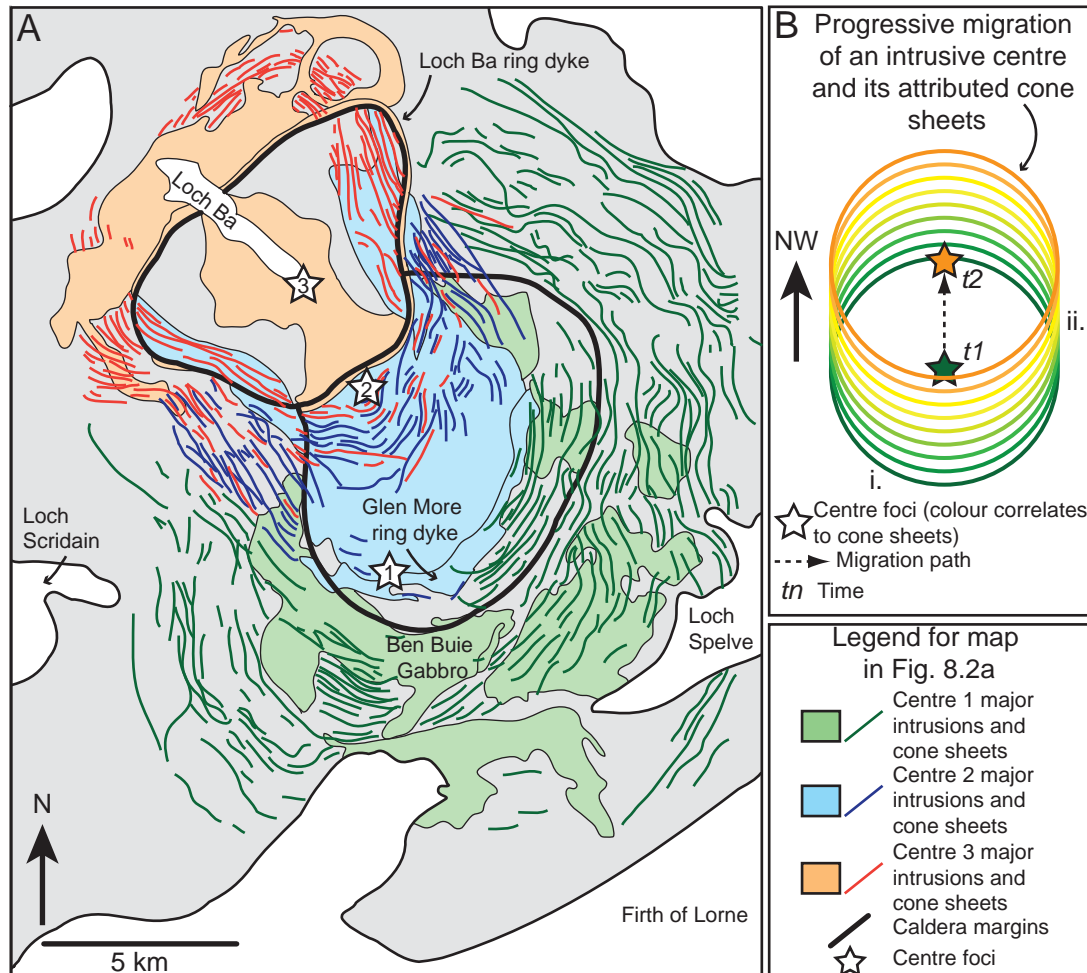 A
Loch Ba ring dyke
Loch Ba
3
2
Glen More
ring dyke
1
Loch
Scridain
Ben Buie
Gabbro
Loch
Spelve
N
5 km
Firth of Lorne
B Progressive migration
of an intrusive centre
and its attributed cone
sheets
NW
t2
t1
ii.
i.
Centre foci (colour correlates
to cone sheets)
Migration path
tn Time
Legend for map
in Fig. 8.2a
Centre 1 major
intrusions and
cone sheets
Centre 2 major
intrusions and
cone sheets
Centre 3 major
intrusions and
cone sheets
Caldera margins
Centre foci